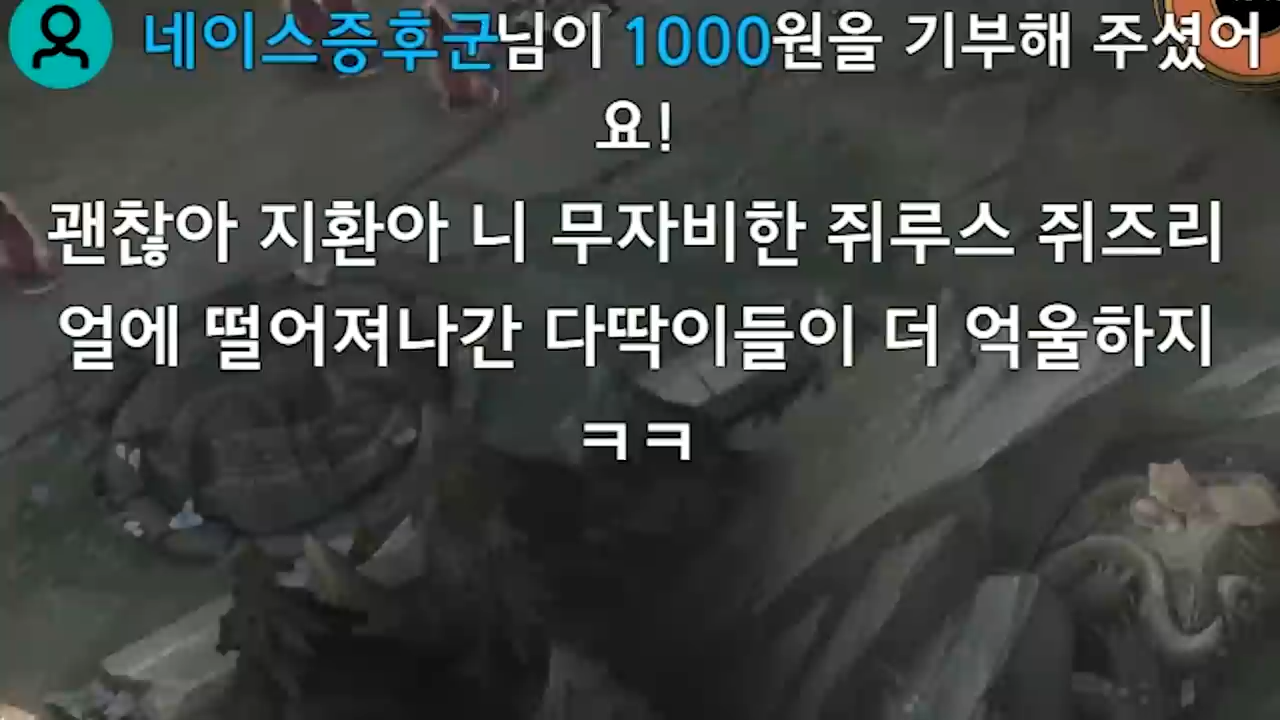 네이스증후군님이 1000원을 기부해 주셨어
요!
괜찮아 지환아 니 무자비한 쥐루스 쥐즈리
얼에 떨어져나간 다딱이들이 더 억울하지
ㅋㅋ